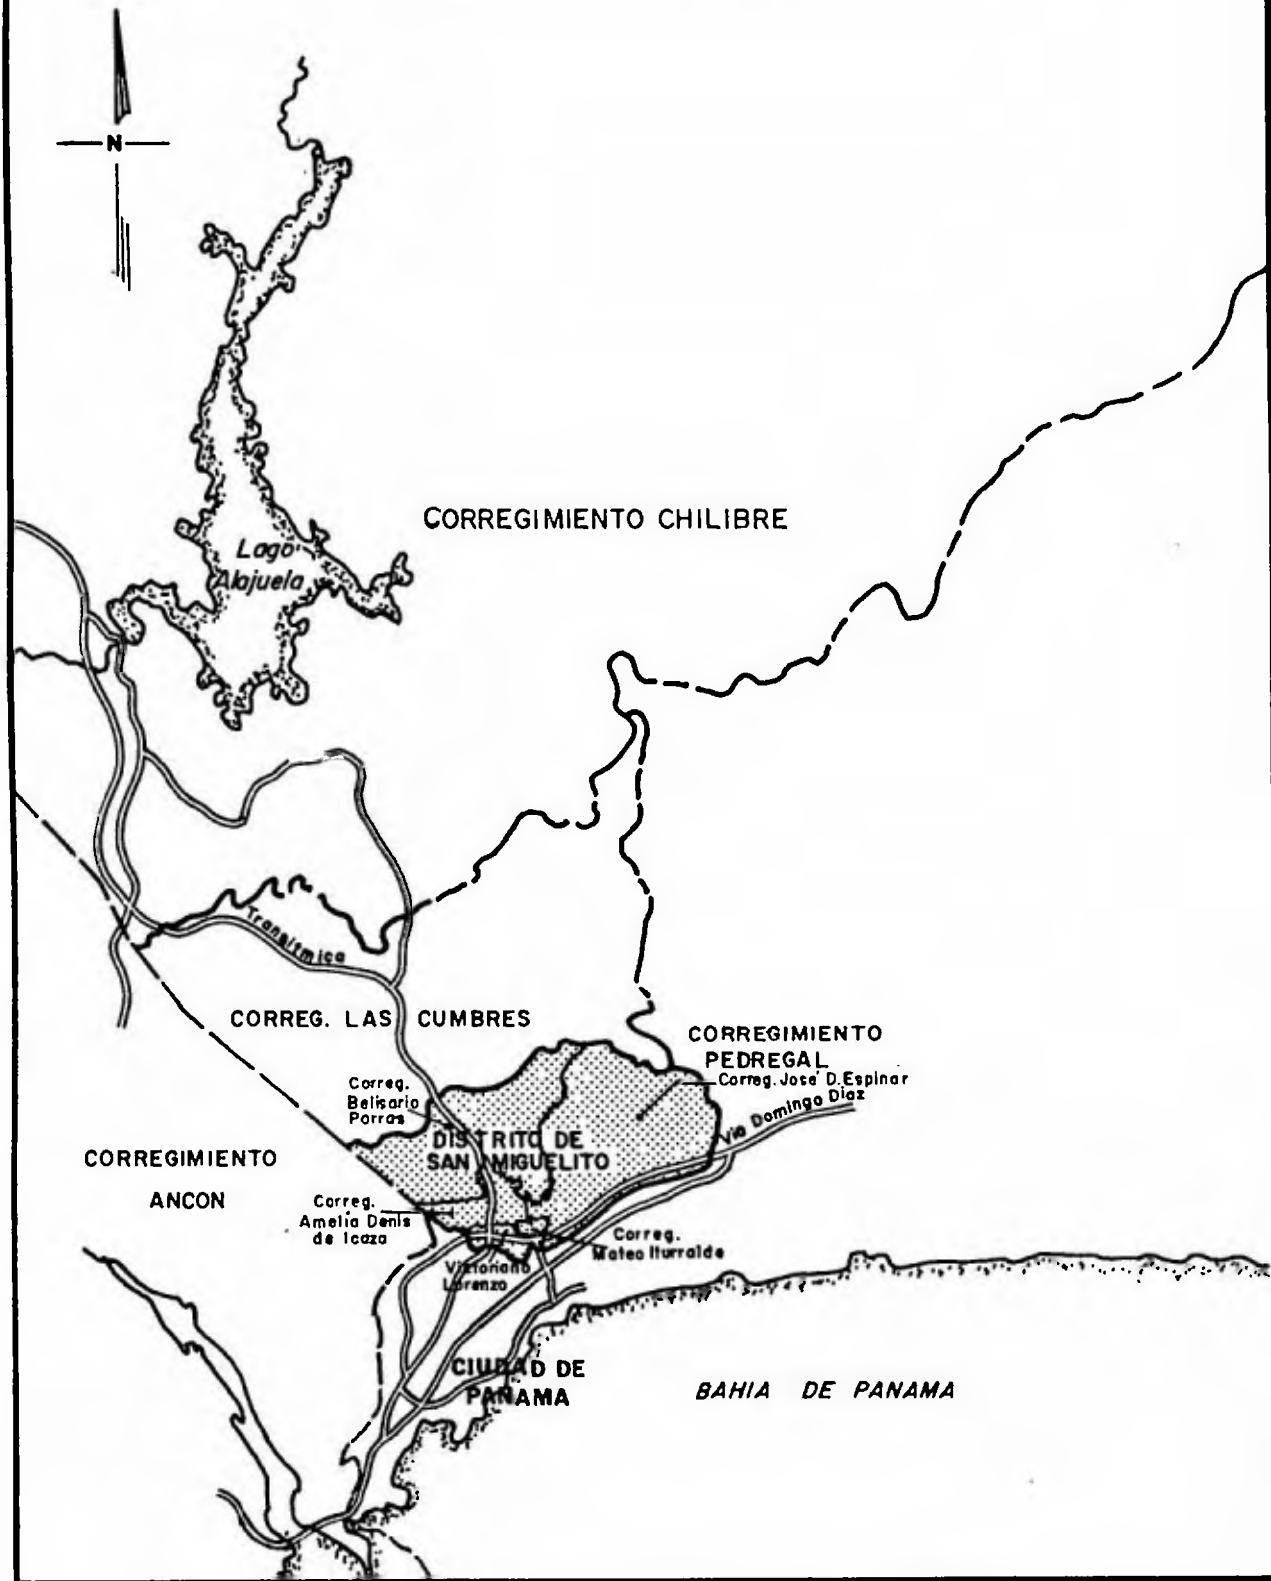 N
CORREGIMIENTO CHILIBRE
Lago
Alajuela
Transítmica
CORREG. LAS CUMBRES
CORREGIMIENTO
PEDREGAL
Correg. José D. Espinar
Vía Domingo Díaz
Correg.
Belisario
Porras
DISTRITO DE
SAN MIGUELITO
CORREGIMIENTO
ANCON
Correg.
Amelia Denis
de Icaza
Correg.
Mateo Iturralde
Victoriano
Lorenzo
CIUDAD DE
PANAMA
BAHIA DE PANAMA